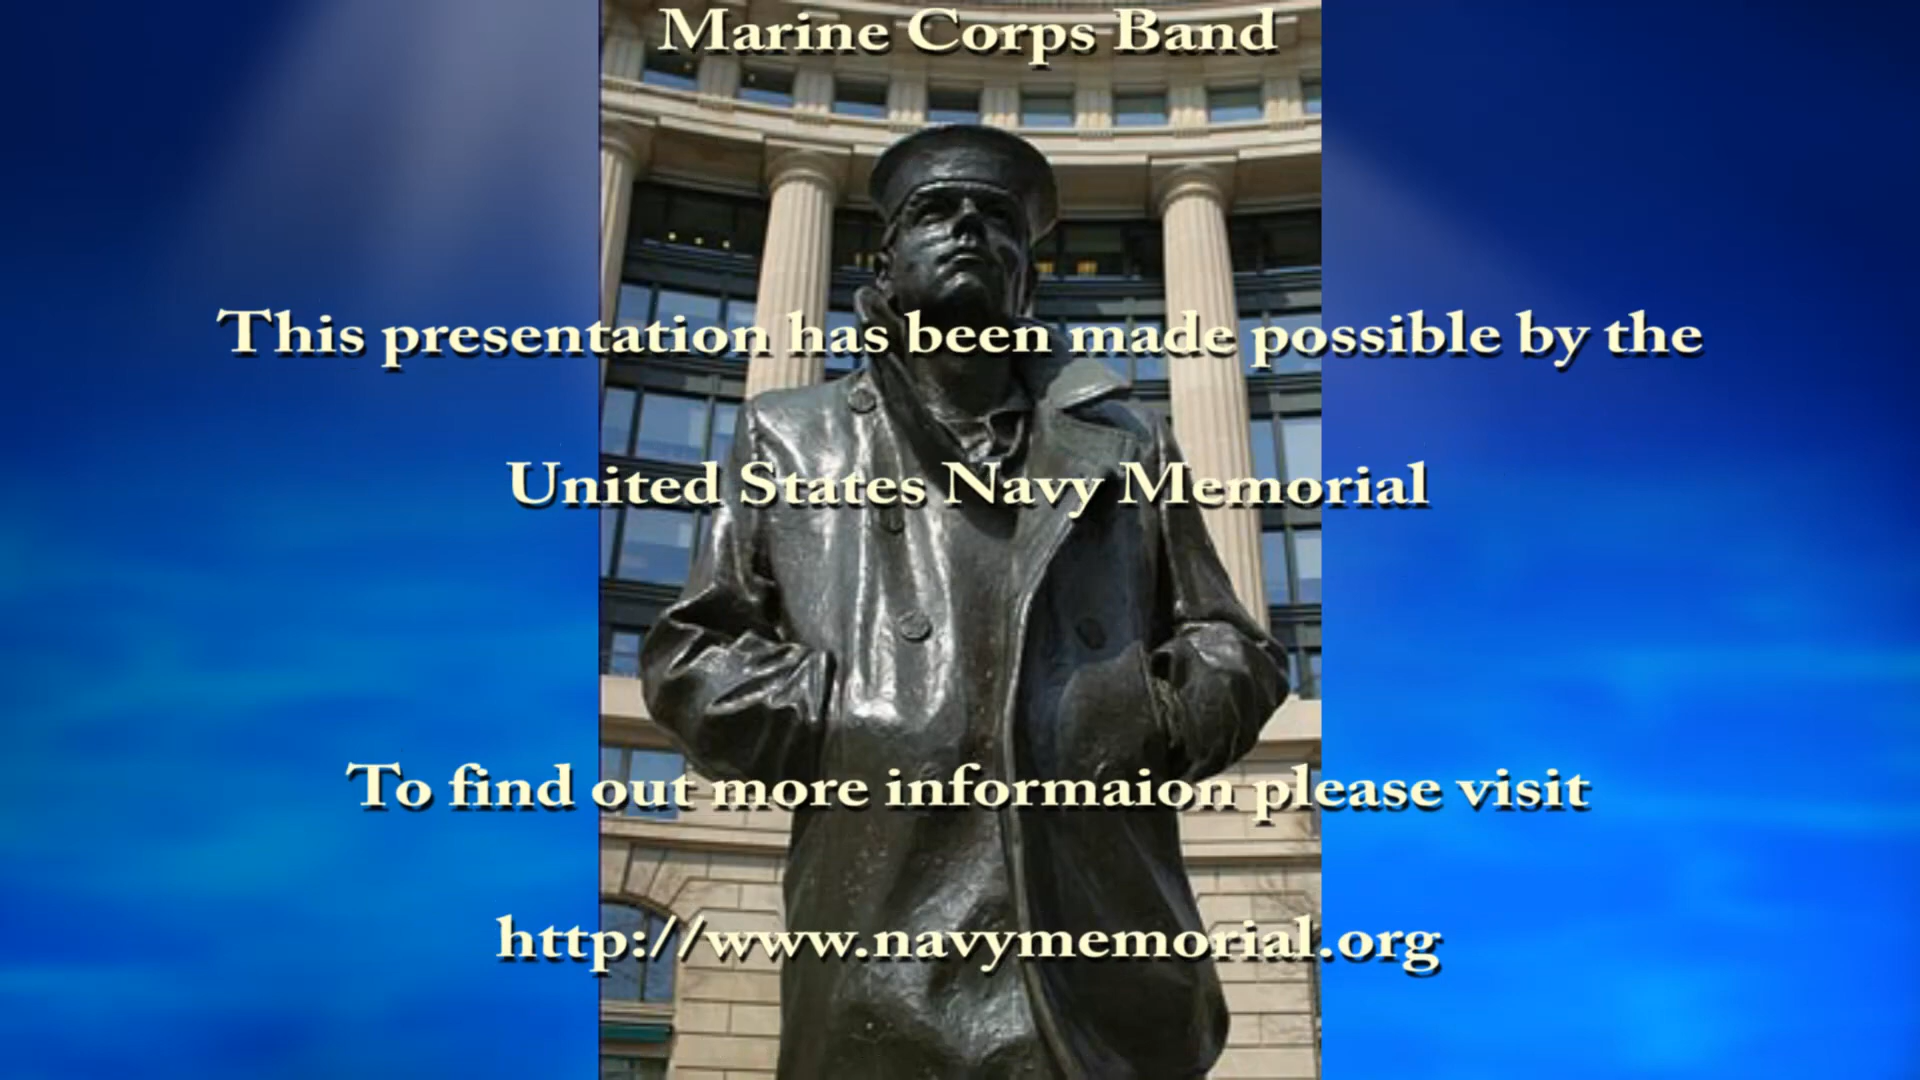 Marine Corps Band
This presentation has been made possible by the
United States Navy Memorial
To find out more informaion please visit
http://www.navymemorial.org